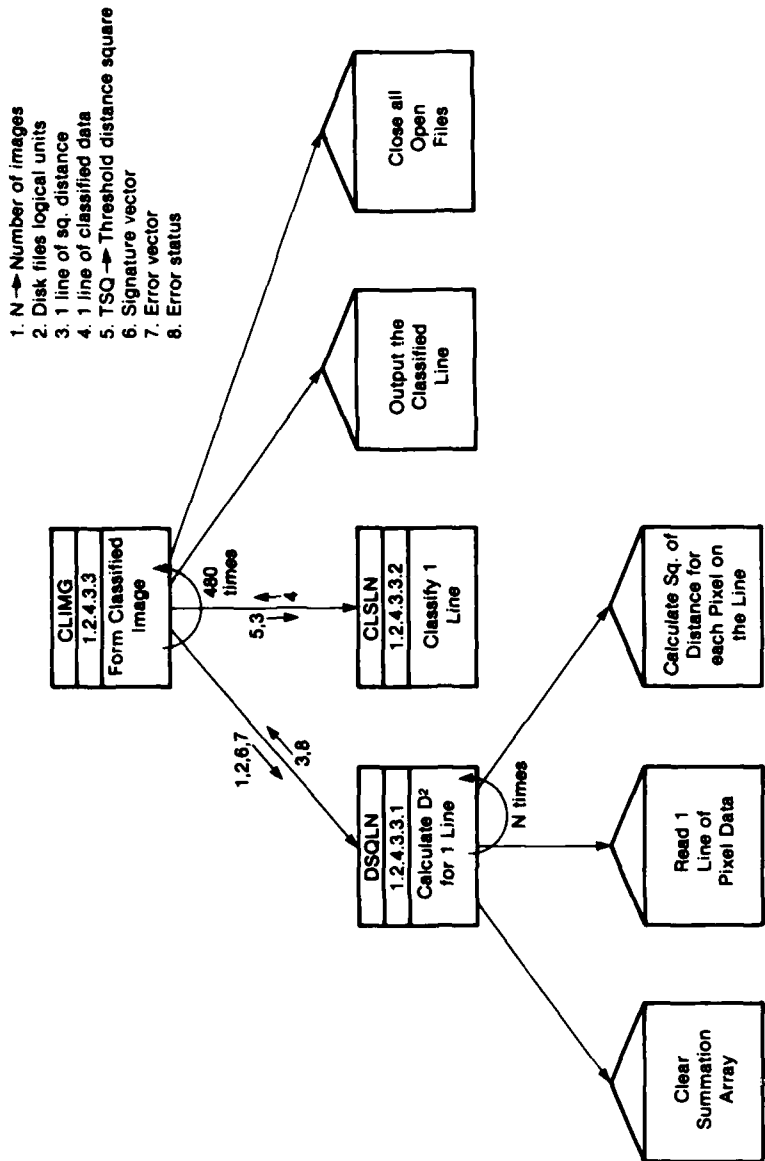 1. N → Number of images
2. Disk files logical units
3. 1 line of sq. distance
4. 1 line of classified data
5. TSQ → Threshold distance square
6. Signature vector
7. Error vector
8. Error status
CLIMG
1.2.4.3.3
Form Classified
Image
480
times
1,2,6,7
3,8
5,3
4
DSQLN
1.2.4.3.3.1
Calculate D²
for 1 Line
N times
CLSLN
1.2.4.3.3.2
Classify 1
Line
Output the
Classified
Line
Close all
Open
Files
Clear
Summation
Array
Read 1
Line of
Pixel Data
Calculate Sq. of
Distance for
each Pixel on
the Line